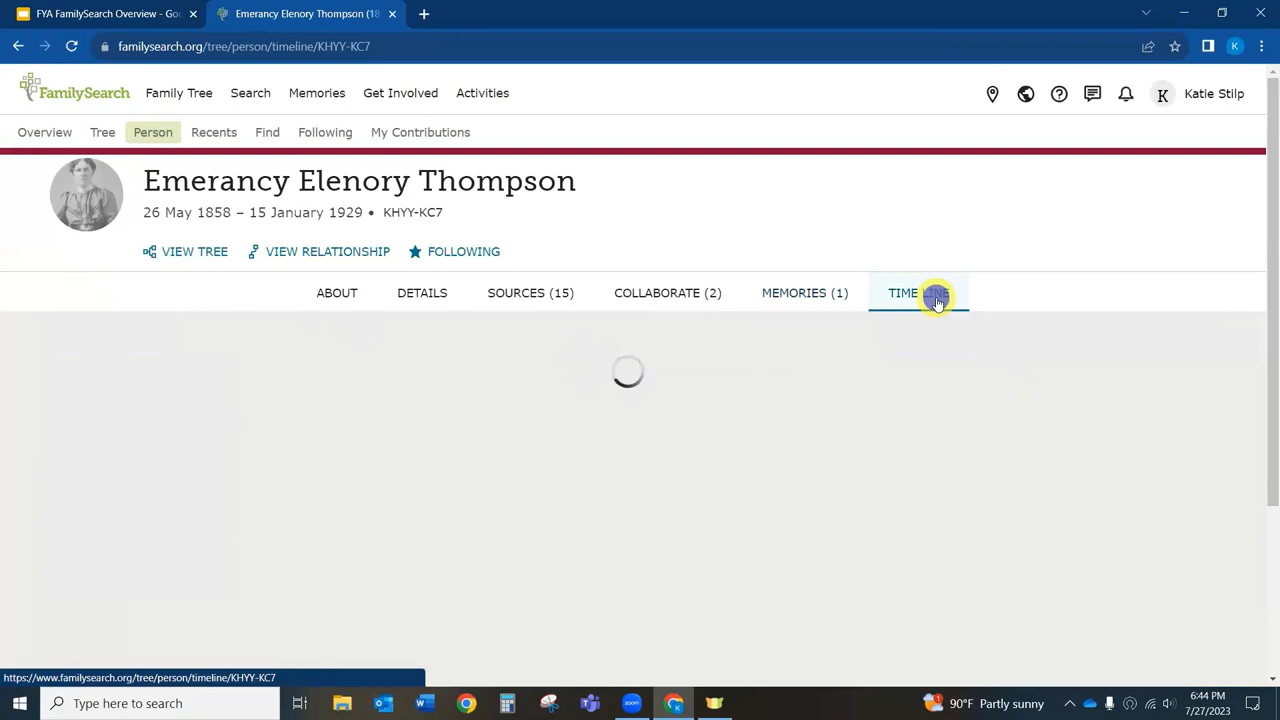 FYA FamilySearch Overview - Goo
Emerancy Elenory Thompson (18
familysearch.org/tree/person/timeline/KHYY-KC7
K
FamilySearch
Family Tree
Search
Memories
Get Involved
Activities
K
Katie Stilp
Overview
Tree
Person
Recents
Find
Following
My Contributions
Emerancy Elenory Thompson
26 May 1858 – 15 January 1929 • KHYY-KC7
VIEW TREE
VIEW RELATIONSHIP
FOLLOWING
ABOUT
DETAILS
SOURCES (15)
COLLABORATE (2)
MEMORIES (1)
TIME LINE
https://www.familysearch.org/tree/person/timeline/KHYY-KC7
Type here to search
zoom
90°F Partly sunny
6:44 PM
7/27/2023